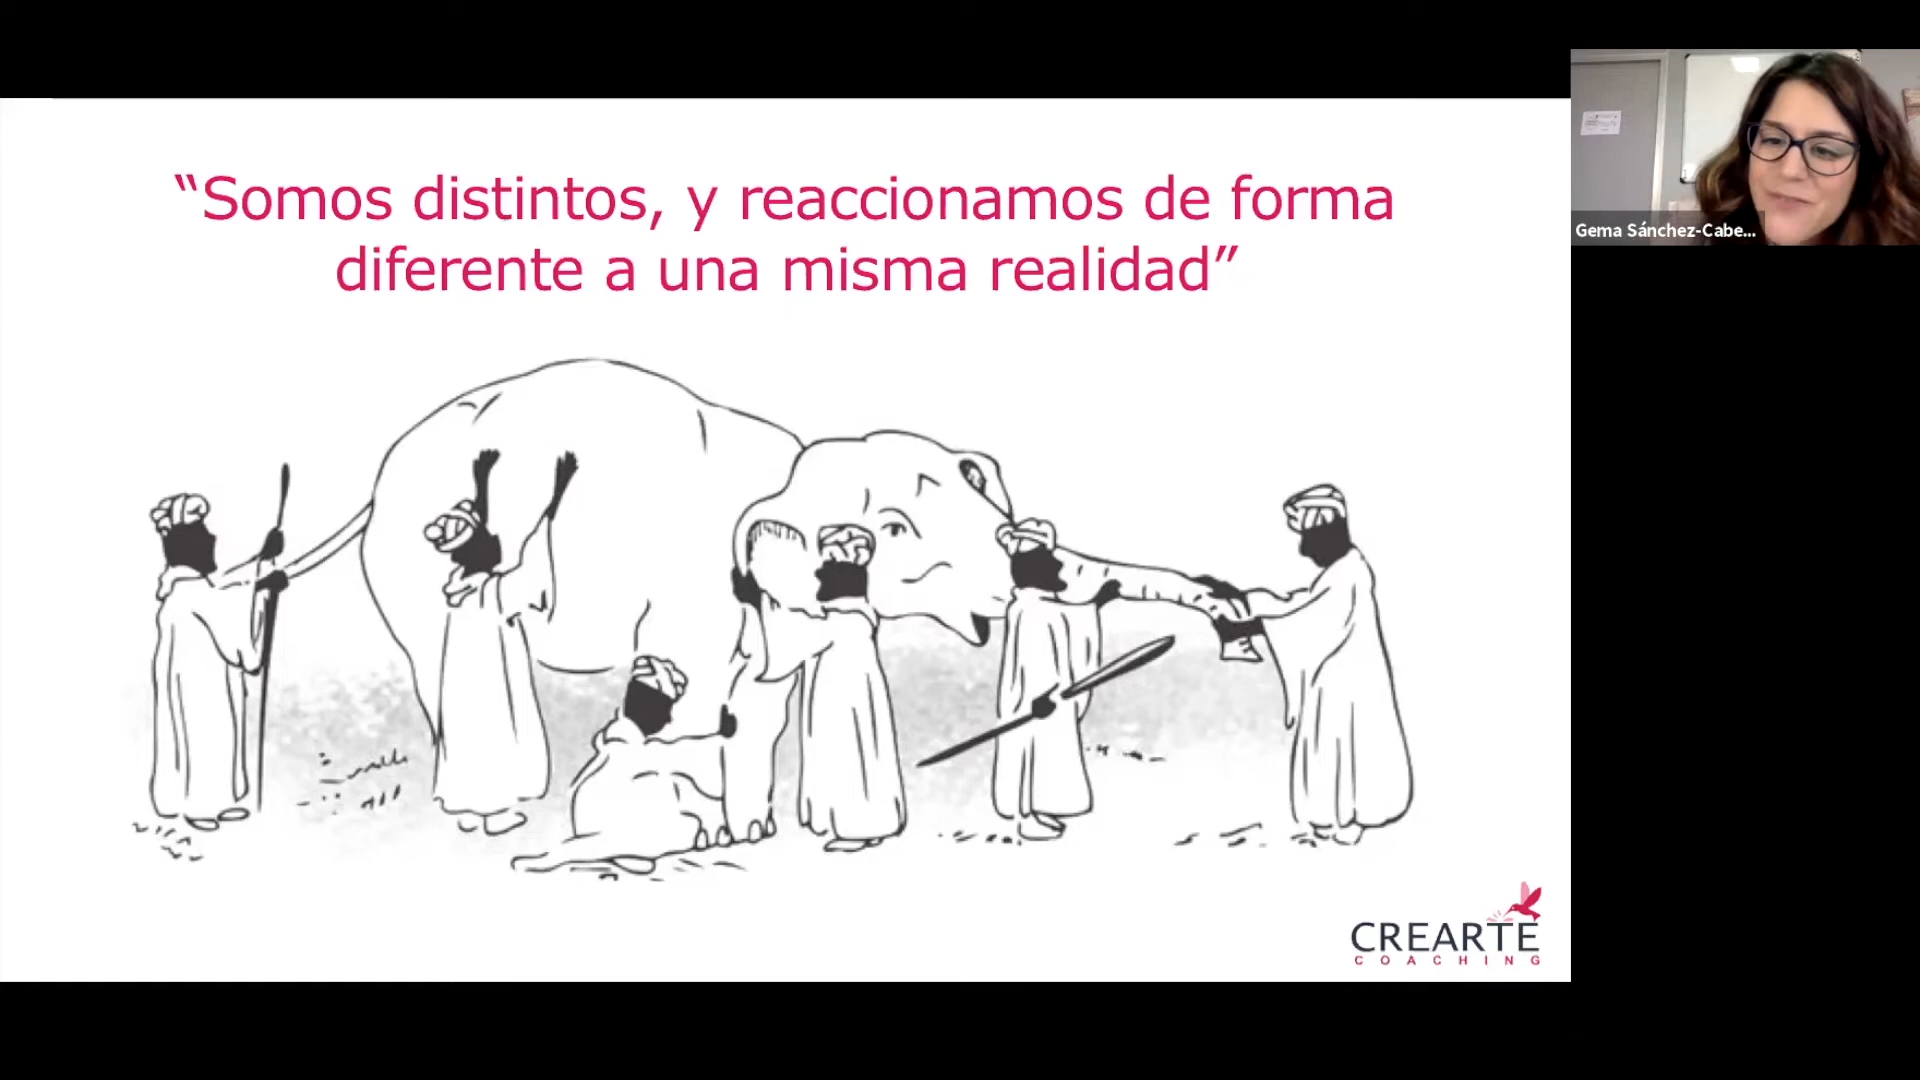 “Somos distintos, y reaccionamos de forma
diferente a una misma realidad”
Gema Sánchez-Cabe...
CREARTE
COACHING